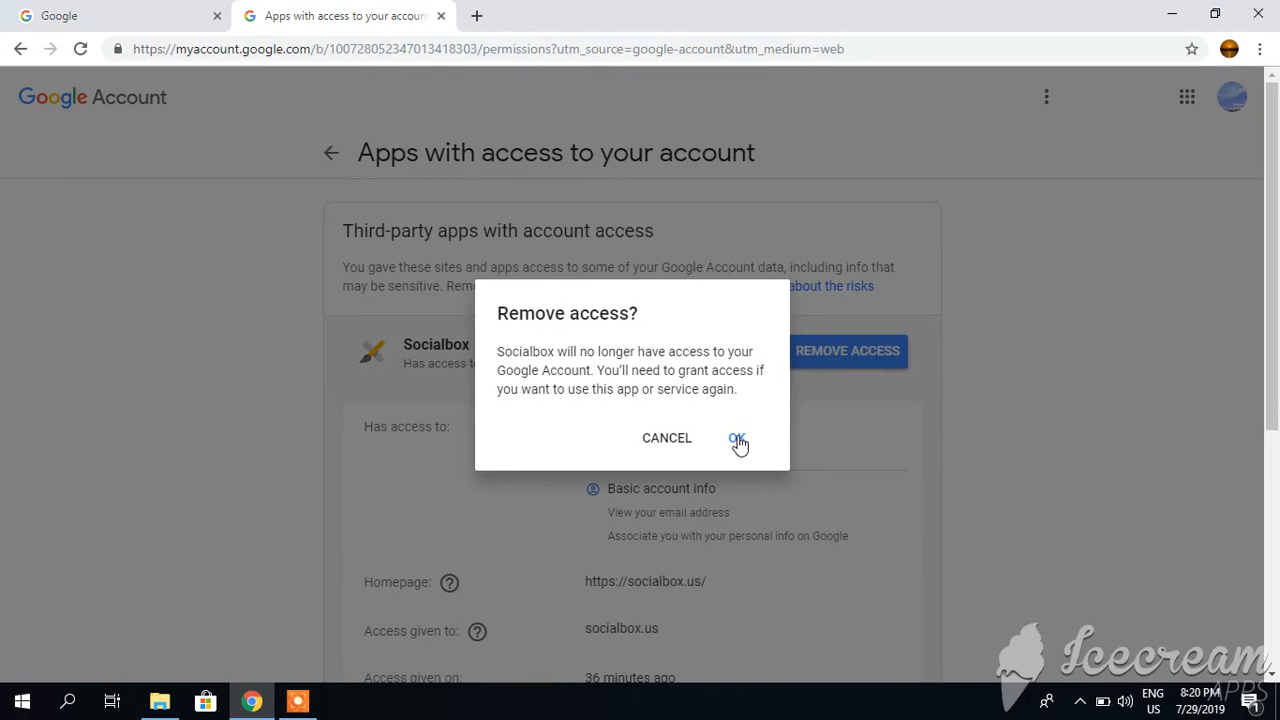 Google
Apps with access to your accoun
https://myaccount.google.com/b/100728052347013418303/permissions?utm_source=google-account&utm_medium=web
Google Account
Apps with access to your account
Third-party apps with account access
You gave these sites and apps access to some of your Google Account data, including info that
may be sensitive. Remo about the risks
Remove access?
Socialbox
REMOVE ACCESS
Has access to
Socialbox will no longer have access to your
Google Account. You'll need to grant access if
you want to use this app or service again.
Has access to:
CANCEL OK
Basic account info
View your email address
Associate you with your personal info on Google
Homepage: ? https://socialbox.us/
Access given to: ? socialbox.us
Access given on: 36 minutes ago
Icecream
APPS
ENG
US
8:20 PM
7/29/2019
1